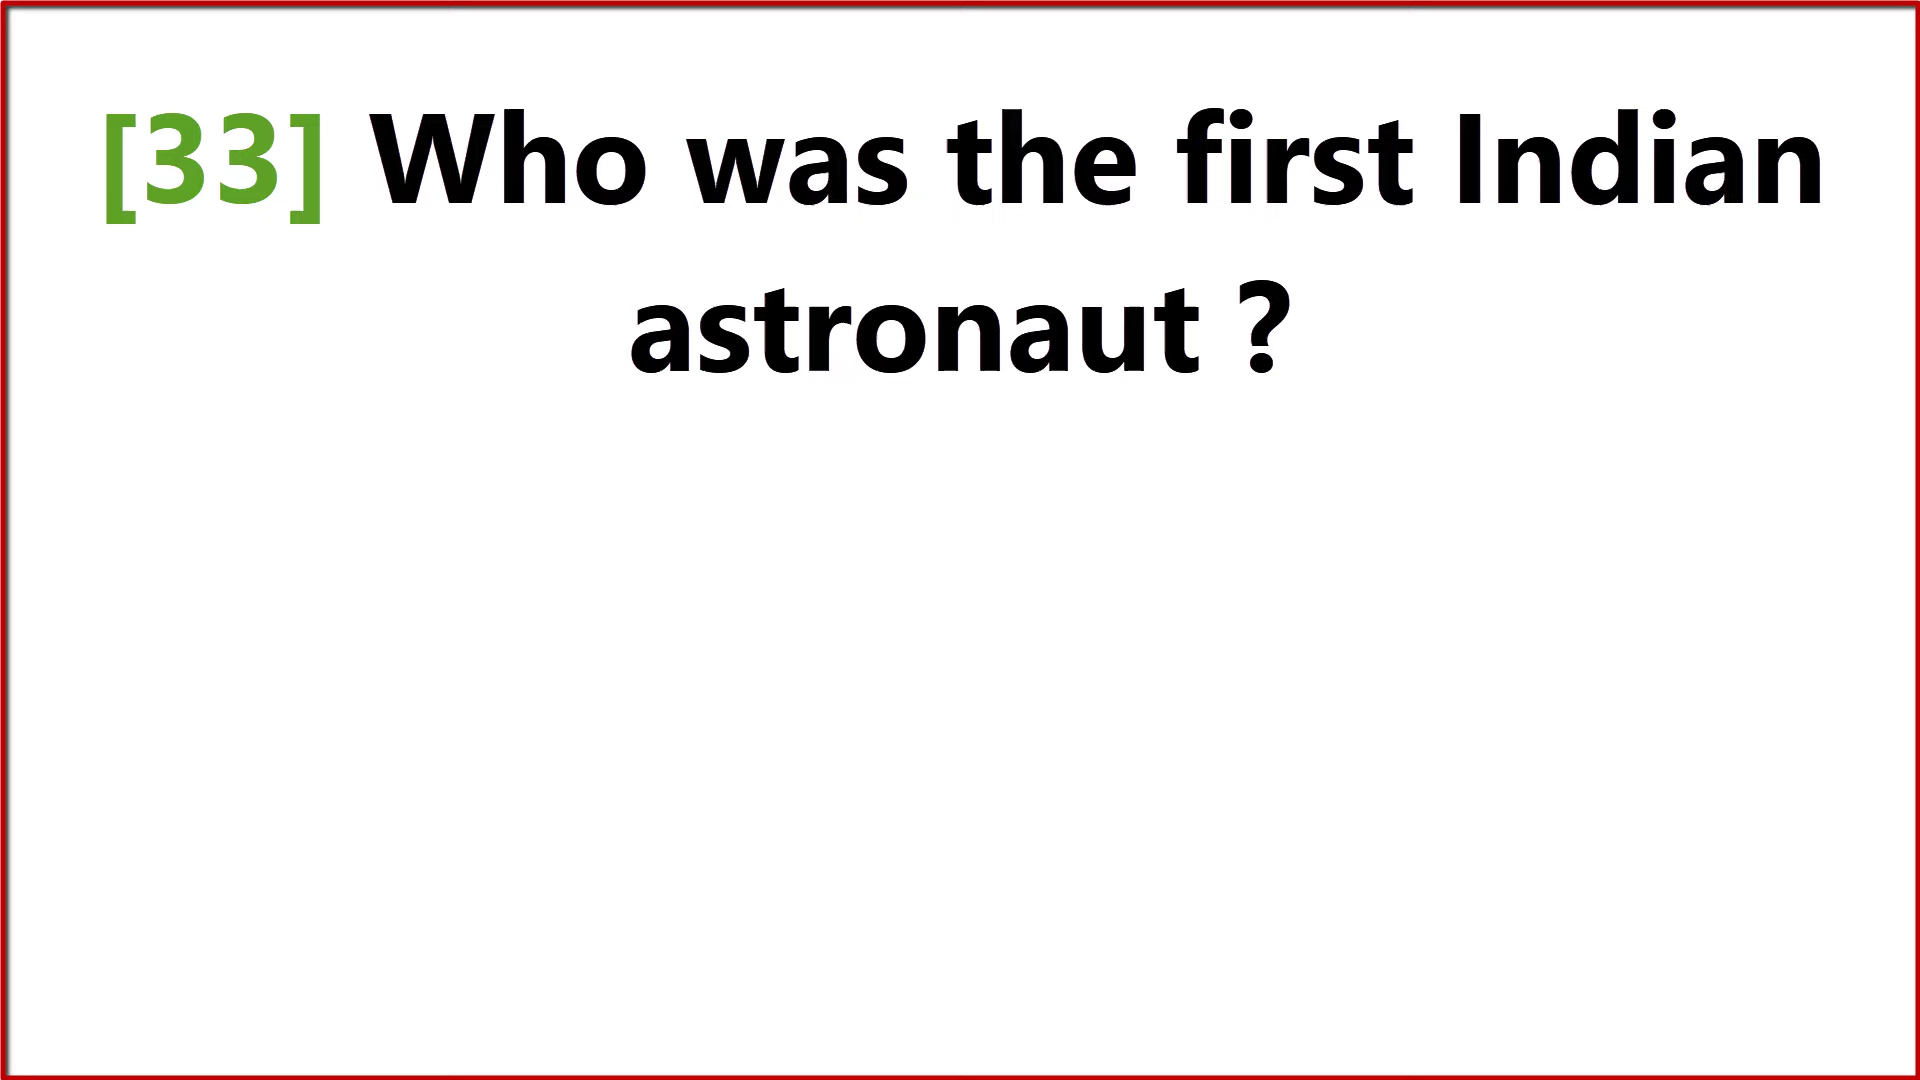 [33] Who was the first Indian
astronaut ?